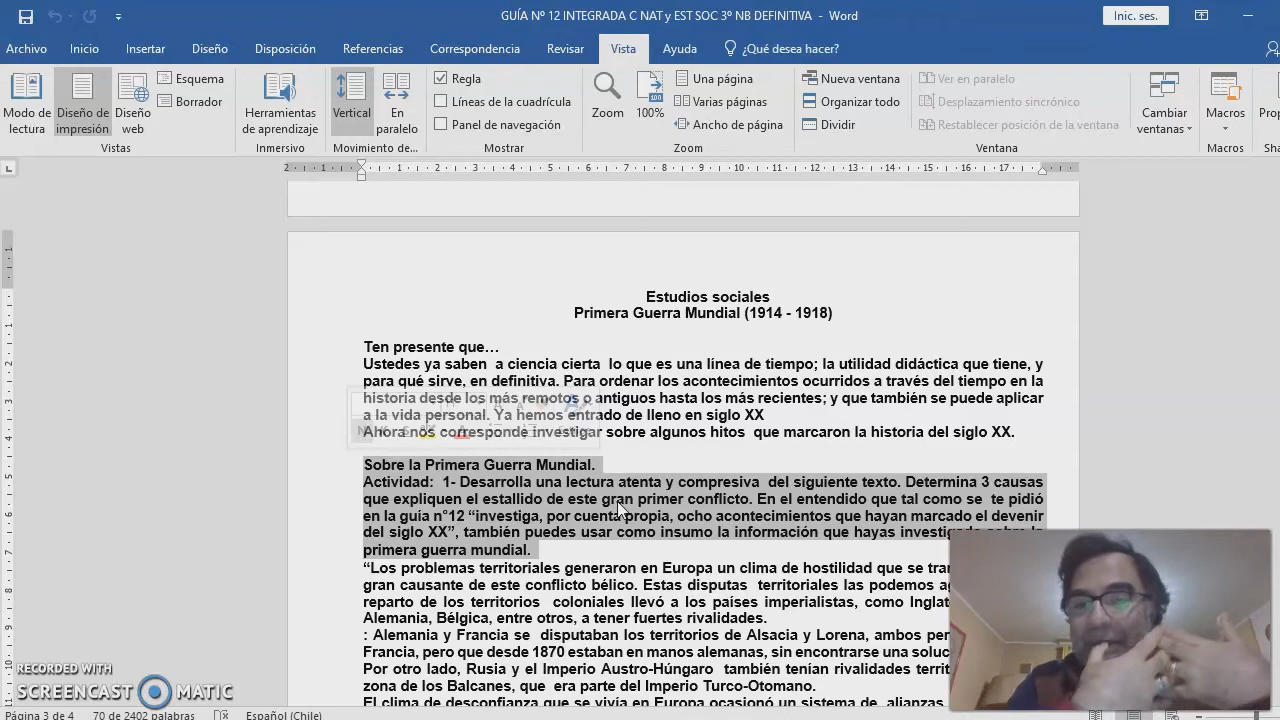 GUÍA Nº 12 INTEGRADA C NAT y EST SOC 3º NB DEFINITIVA - Word
Inic. ses.
Archivo Inicio Insertar Diseño Disposición Referencias Correspondencia Revisar Vista Ayuda ¿Qué desea hacer?
Modo de lectura
Diseño de impresión
Diseño web
Esquema
Borrador
Vistas
Herramientas de aprendizaje
Inmersivo
Vertical
En paralelo
Movimiento de...
Regla
Líneas de la cuadrícula
Panel de navegación
Mostrar
Zoom
100%
Una página
Varias páginas
Ancho de página
Zoom
Nueva ventana
Organizar todo
Dividir
Ver en paralelo
Desplazamiento sincrónico
Restablecer posición de la ventana
Ventana
Cambiar ventanas
Macros
Macros
Estudios sociales
Primera Guerra Mundial (1914 - 1918)
Ten presente que…
Ustedes ya saben a ciencia cierta lo que es una línea de tiempo; la utilidad didáctica que tiene, y
para qué sirve, en definitiva. Para ordenar los acontecimientos ocurridos a través del tiempo en la
historia desde los más remotos o antiguos hasta los más recientes; y que también se puede aplicar
a la vida personal. Ya hemos entrado de lleno en siglo XX
Ahora nos corresponde investigar sobre algunos hitos que marcaron la historia del siglo XX.
Sobre la Primera Guerra Mundial.
Actividad: 1- Desarrolla una lectura atenta y compresiva del siguiente texto. Determina 3 causas
que expliquen el estallido de este gran primer conflicto. En el entendido que tal como se te pidió
en la guía n°12 “investiga, por cuenta propia, ocho acontecimientos que hayan marcado el devenir
del siglo XX”, también puedes usar como insumo la información que hayas
primera guerra mundial.
“Los problemas territoriales generaron en Europa un clima de hostilidad que se
gran causante de este conflicto bélico. Estas disputas territoriales las podemos
reparto de los territorios coloniales llevó a los países imperialistas, como
Alemania, Bélgica, entre otros, a tener fuertes rivalidades.
: Alemania y Francia se disputaban los territorios de Alsacia y Lorena, ambos
Francia, pero que desde 1870 estaban en manos alemanas, sin encontrarse una
Por otro lado, Rusia y el Imperio Austro-Húngaro también tenían rivalidades
zona de los Balcanes, que era parte del Imperio Turco-Otomano.
El clima de desconfianza que se vivía en Europa ocasionó un sistema de alianzas
RECORDED WITH
SCREENCAST MATIC
Página 3 de 4 70 de 2402 palabras Español (Chile)